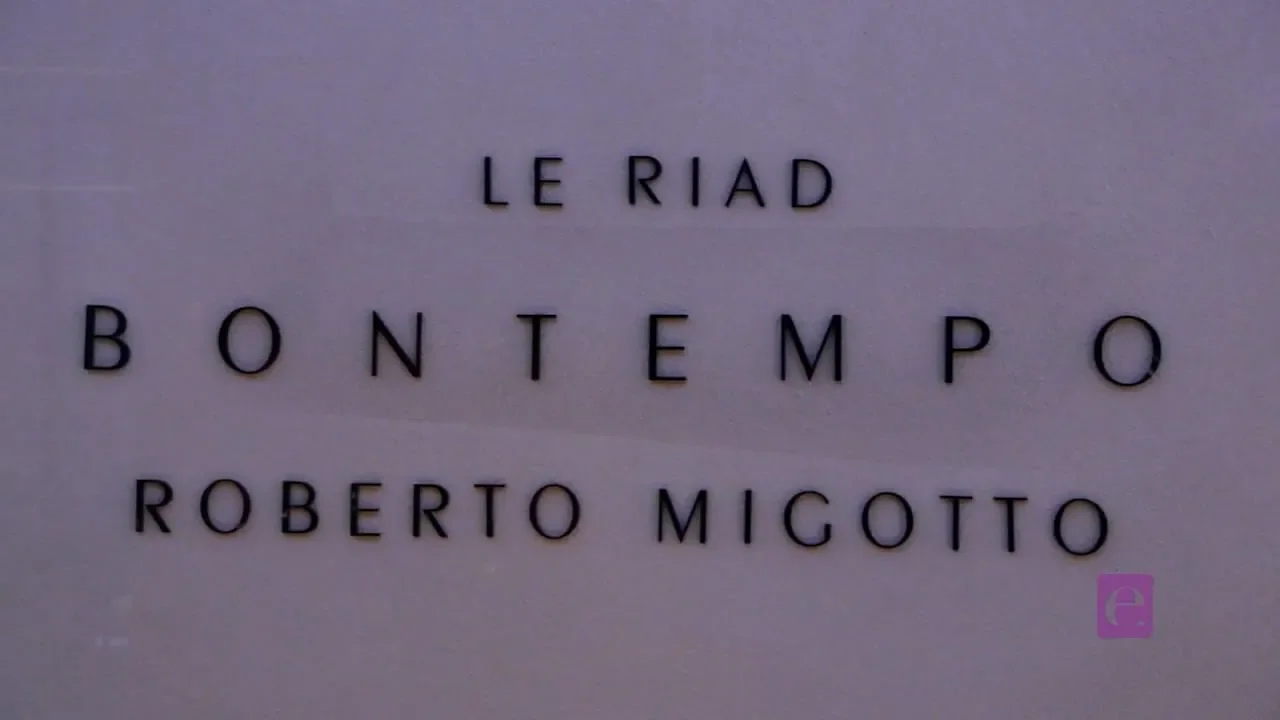 LE RIAD
BONTEMPO
ROBERTO MIGOTTO
e.